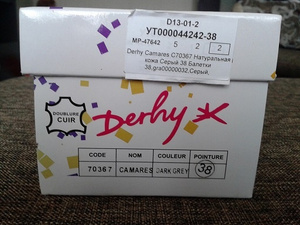 D13-01-2
УТ000044242-38
МР-47642 5 2 2
Derhy Camares C70367 Натуральная
кожа Серый 38 Балетки
38,gra00000032,Серый,
Derhy
DOUBLURE
CUIR
CODE NOM COULEUR POINTURE
70367 CAMARES DARK GREY 38